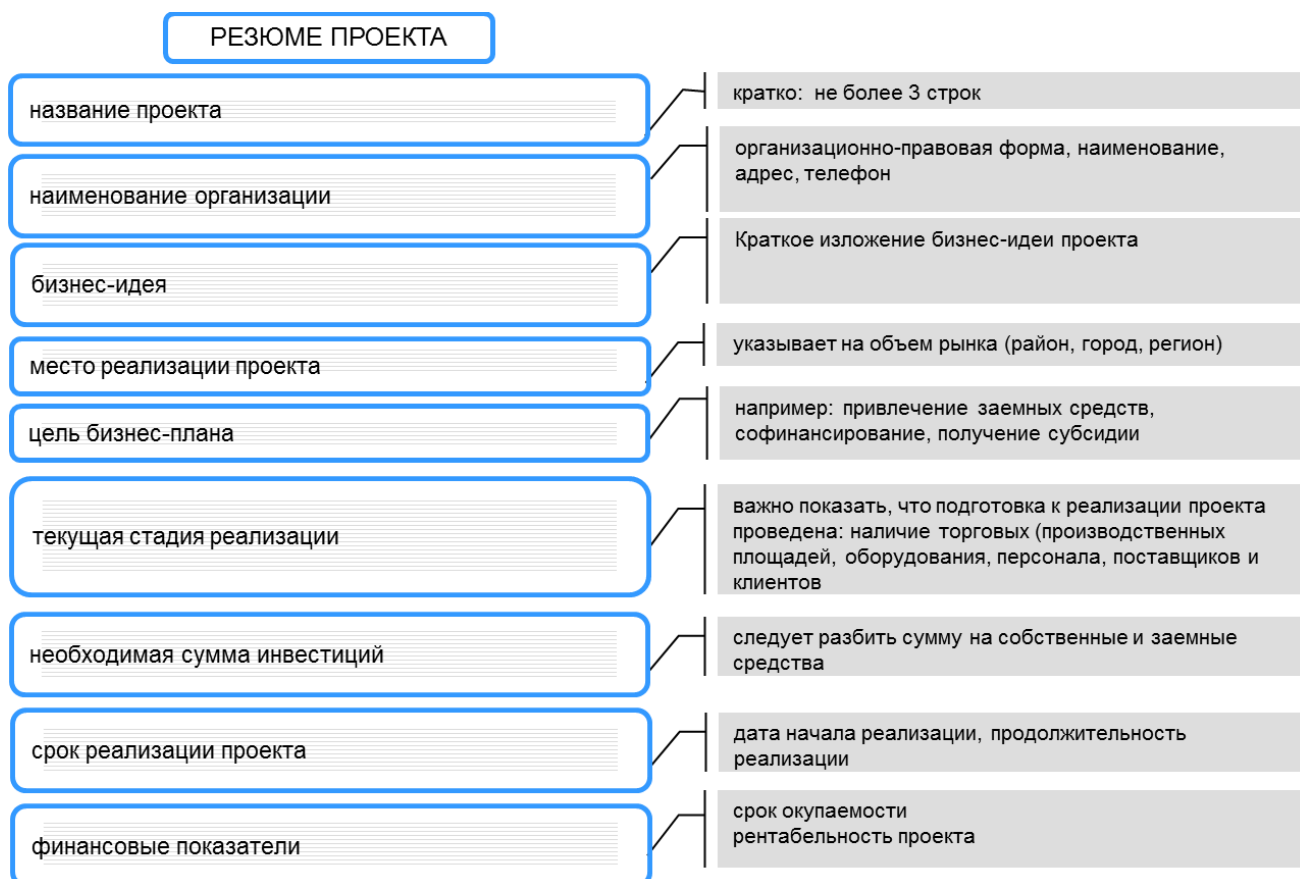 РЕЗЮМЕ ПРОЕКТА
название проекта
кратко: не более 3 строк
наименование организации
организационно-правовая форма, наименование,
адрес, телефон
бизнес-идея
Краткое изложение бизнес-идеи проекта
место реализации проекта
указывает на объем рынка (район, город, регион)
цель бизнес-плана
например: привлечение заемных средств,
софинансирование, получение субсидии
текущая стадия реализации
важно показать, что подготовка к реализации проекта
проведена: наличие торговых (производственных
площадей, оборудования, персонала, поставщиков и
клиентов
необходимая сумма инвестиций
следует разбить сумму на собственные и заемные
средства
срок реализации проекта
дата начала реализации, продолжительность
реализации
финансовые показатели
срок окупаемости
рентабельность проекта